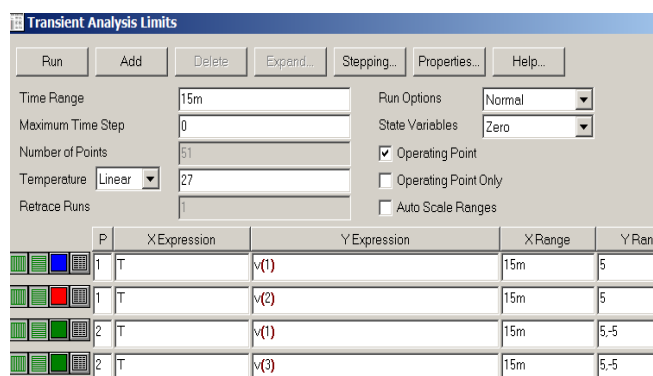 Transient Analysis Limits
Run Add Delete Expand... Stepping... Properties... Help...
Time Range 15m Run Options Normal
Maximum Time Step 0 State Variables Zero
Number of Points 51 Operating Point
Temperature Linear 27 Operating Point Only
Retrace Runs 1 Auto Scale Ranges
P X Expression Y Expression X Range Y Ran
1 T v(1) 15m 5
1 T v(2) 15m 5
2 T v(1) 15m 5,-5
2 T v(3) 15m 5,-5